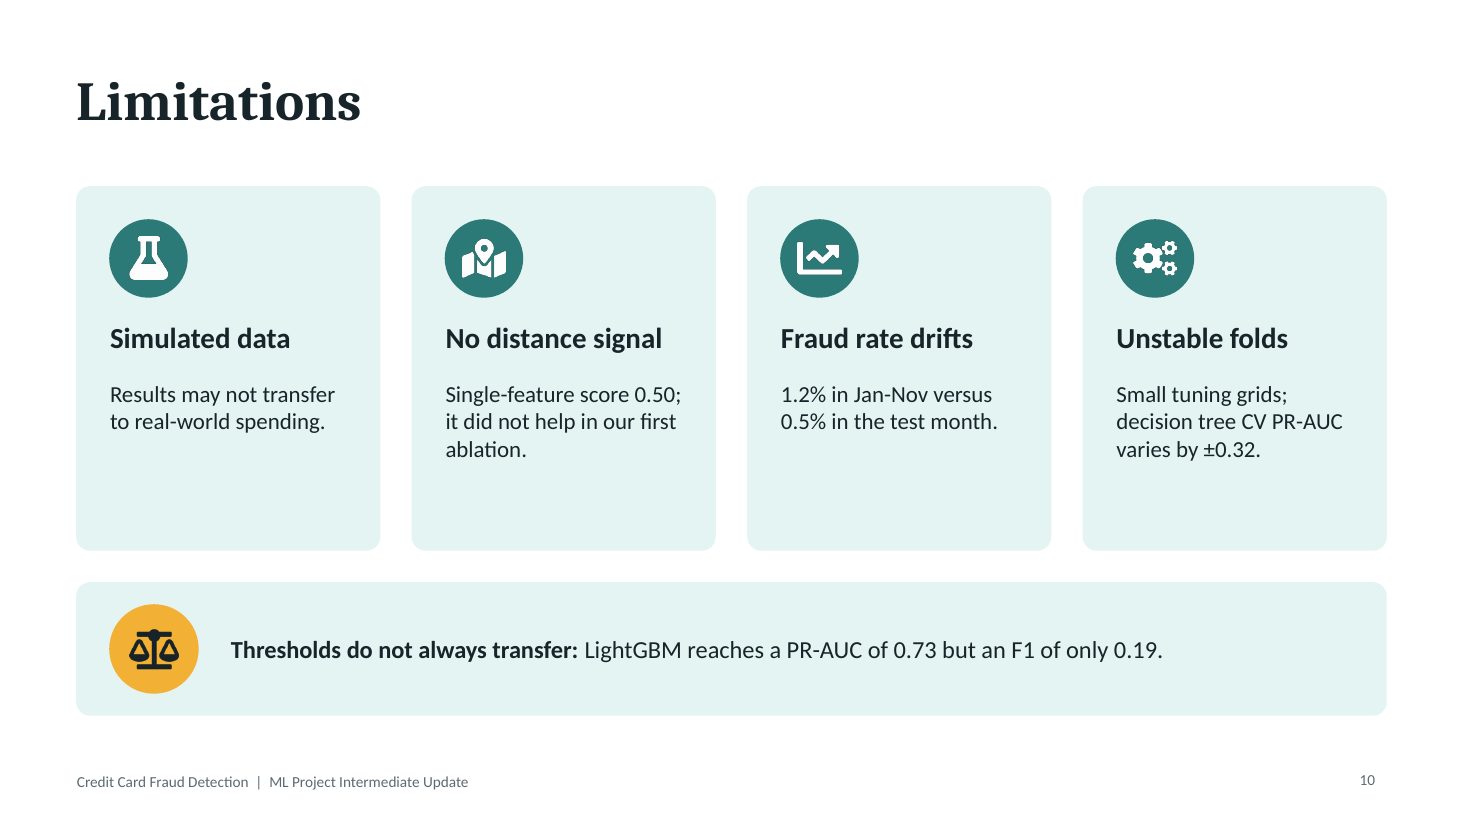 Limitations
Simulated data
Results may not transfer
to real-world spending.
No distance signal
Single-feature score 0.50;
it did not help in our first
ablation.
Fraud rate drifts
1.2% in Jan-Nov versus
0.5% in the test month.
Unstable folds
Small tuning grids;
decision tree CV PR-AUC
varies by ±0.32.
Thresholds do not always transfer: LightGBM reaches a PR-AUC of 0.73 but an F1 of only 0.19.
Credit Card Fraud Detection | ML Project Intermediate Update
10